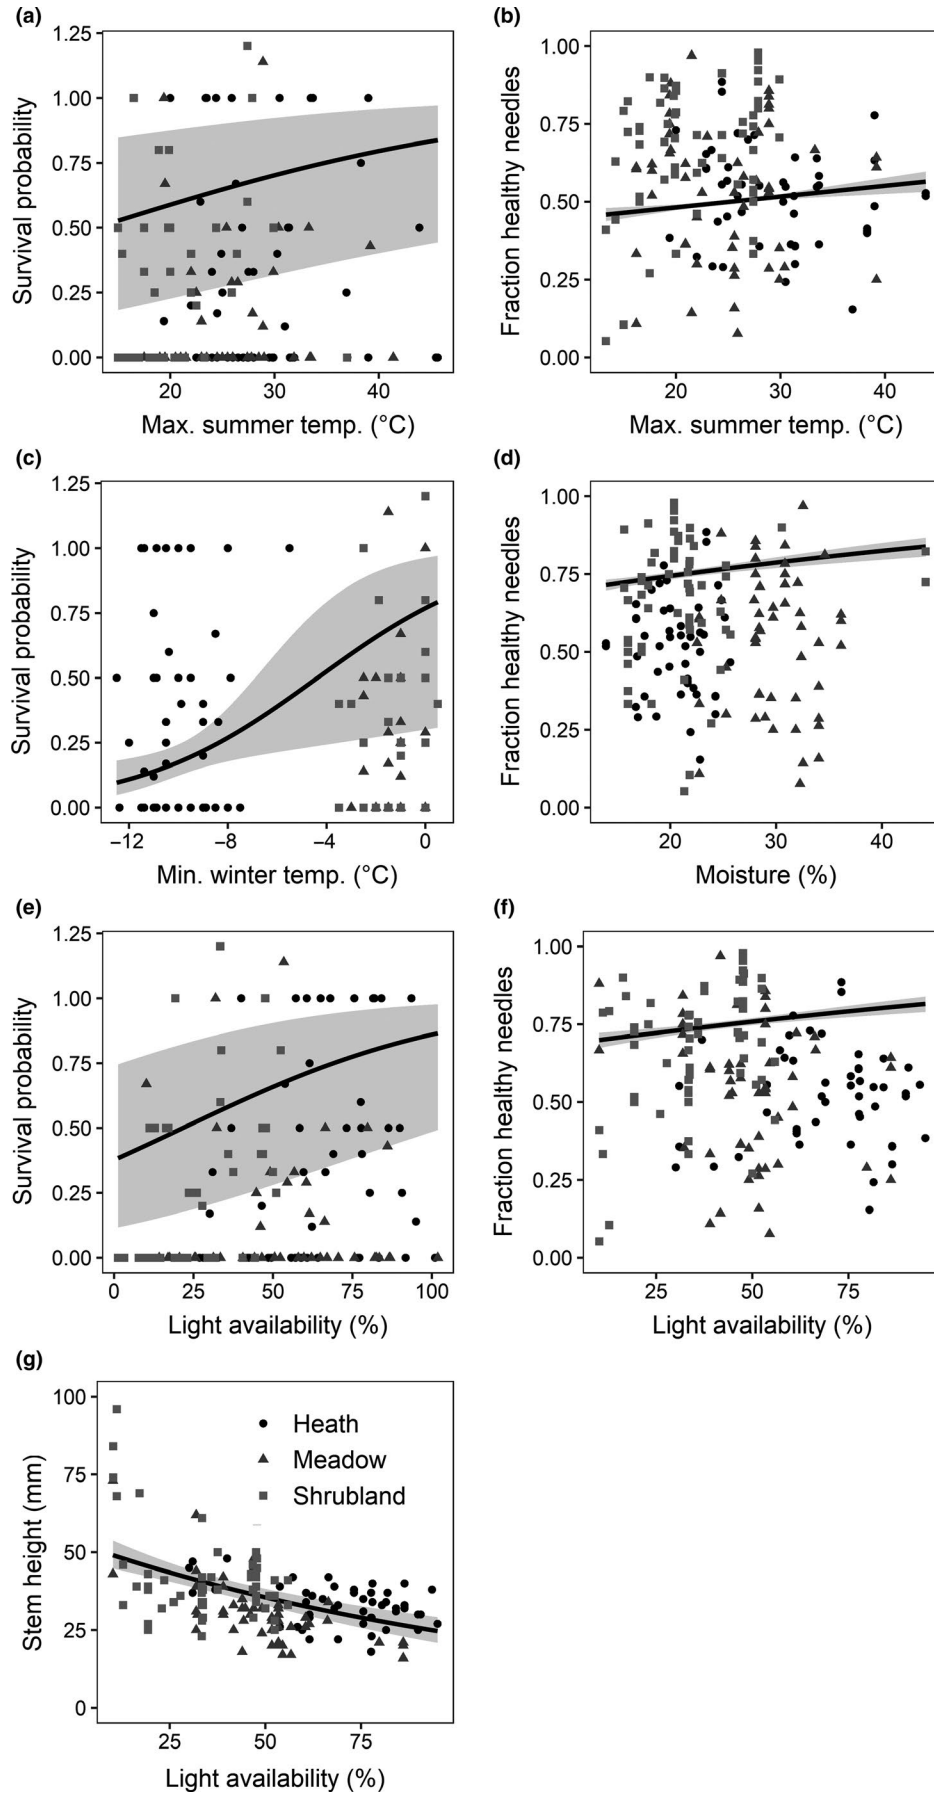 (a)
1.25
1.00
0.75
0.50
0.25
0.00
Survival probability
20 30 40
Max. summer temp. (°C)
(b)
1.00
0.75
0.50
0.25
0.00
Fraction healthy needles
20 30 40
Max. summer temp. (°C)
(c)
1.25
1.00
0.75
0.50
0.25
0.00
Survival probability
−12 −8 −4 0
Min. winter temp. (°C)
(d)
1.00
0.75
0.50
0.25
0.00
Fraction healthy needles
20 30 40
Moisture (%)
(e)
1.25
1.00
0.75
0.50
0.25
0.00
Survival probability
0 25 50 75 100
Light availability (%)
(f)
1.00
0.75
0.50
0.25
0.00
Fraction healthy needles
25 50 75
Light availability (%)
(g)
100
75
50
25
0
Stem height (mm)
Heath
Meadow
Shrubland
25 50 75
Light availability (%)